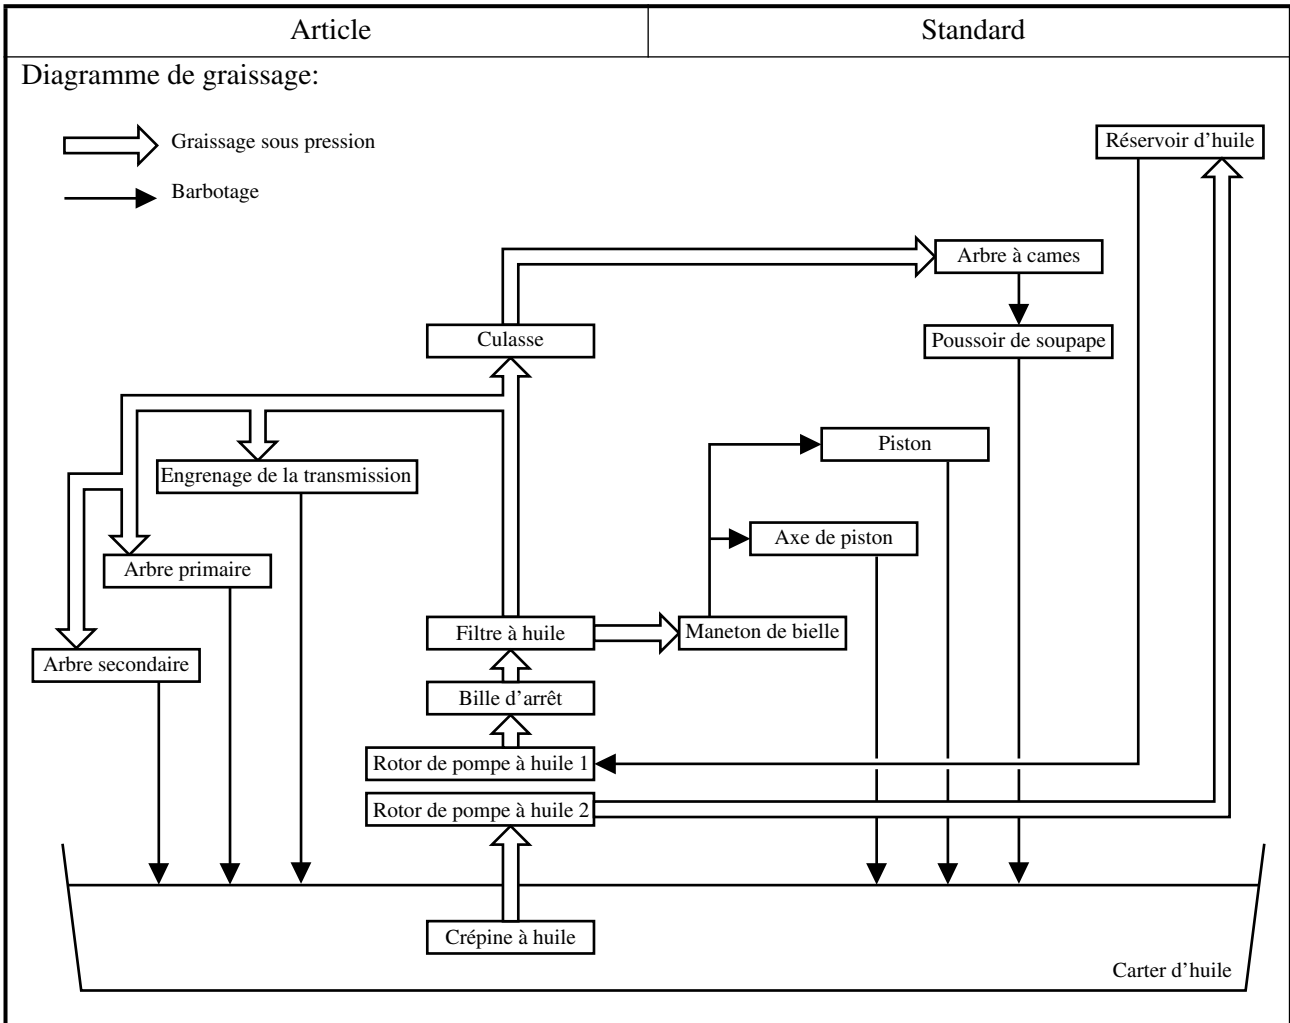 Article
Standard
Diagramme de graissage:
Graissage sous pression
Barbotage
Réservoir d’huile
Arbre à cames
Culasse
Poussoir de soupape
Piston
Engrenage de la transmission
Axe de piston
Arbre primaire
Filtre à huile
Maneton de bielle
Arbre secondaire
Bille d’arrêt
Rotor de pompe à huile 1
Rotor de pompe à huile 2
Crépine à huile
Carter d’huile